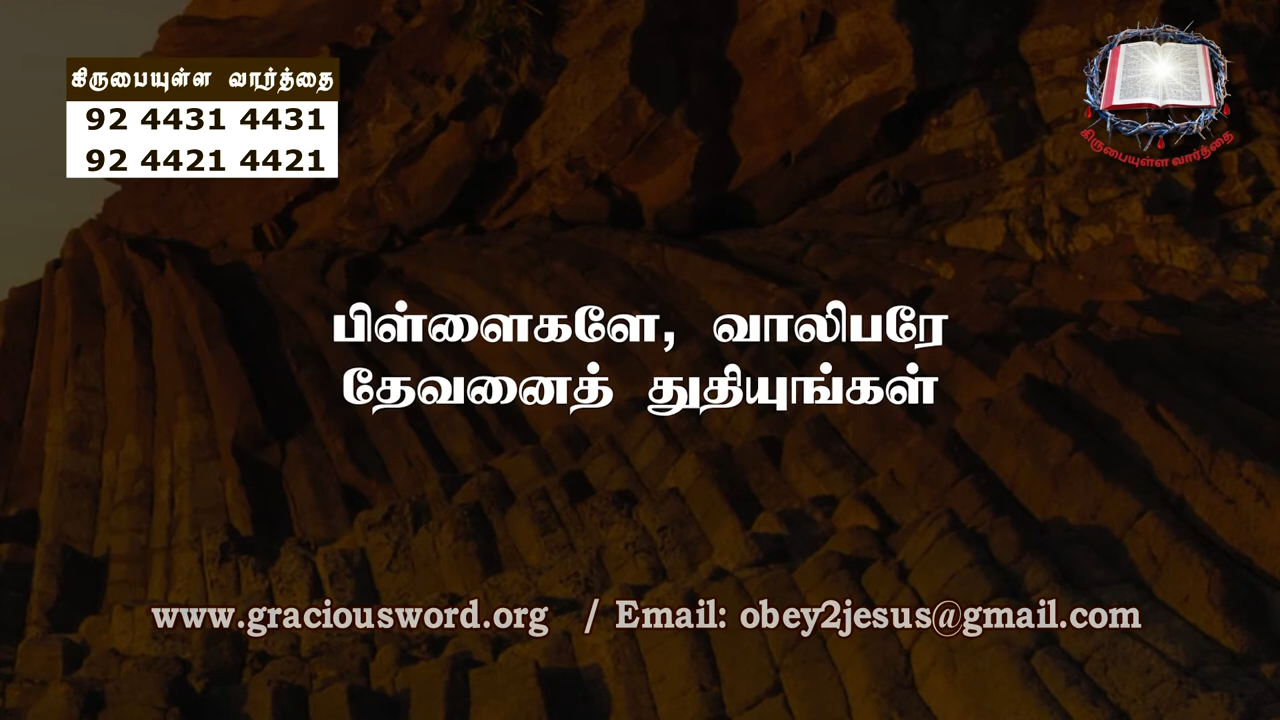 கிருபையுள்ள வார்த்தை
92 4431 4431
92 4421 4421
கிருபையுள்ள வார்த்தை
பிள்ளைகளே, வாலிபரே
தேவனைத் துதியுங்கள்
www.graciousword.org / Email: obey2jesus@gmail.com